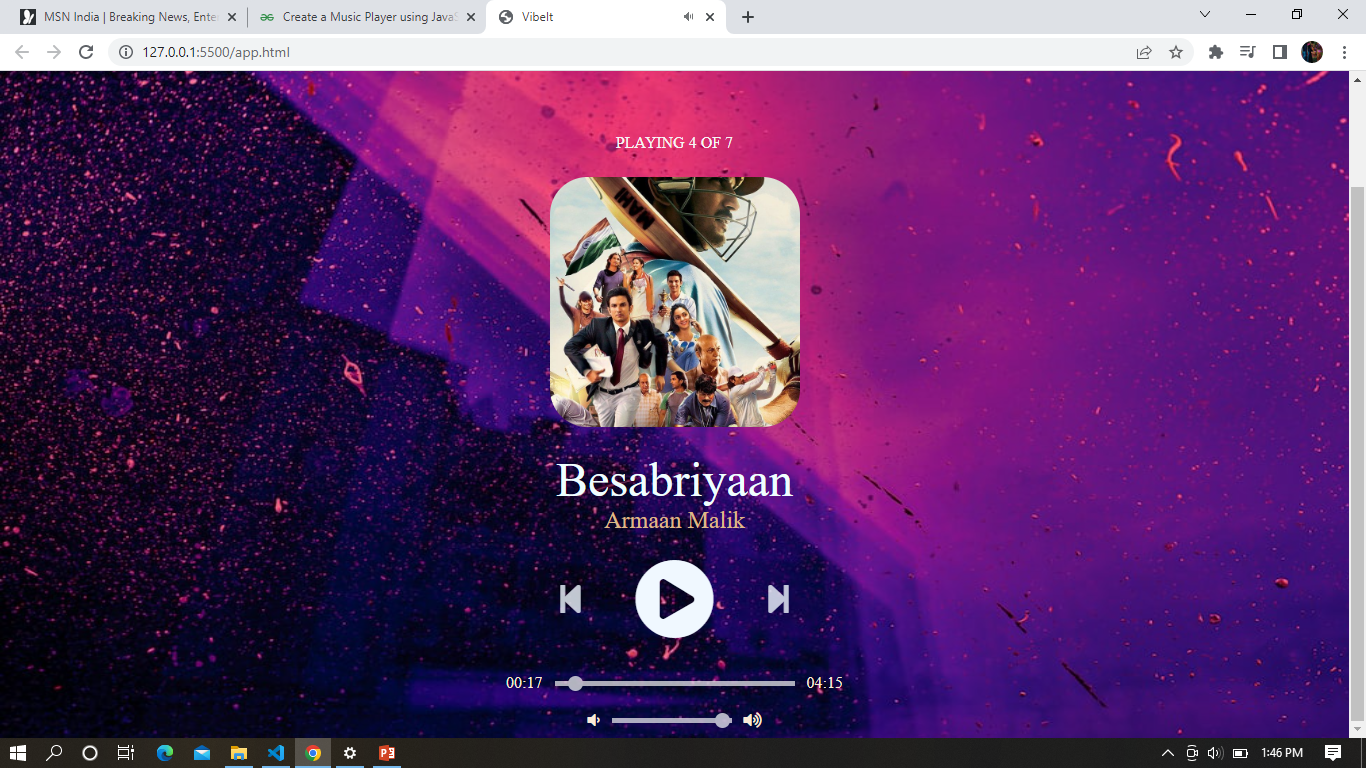 MSN India | Breaking News, Ente
Create a Music Player using JavaS
VibeIt
127.0.0.1:5500/app.html
PLAYING 4 OF 7
MAHI
Besabriyaan
Armaan Malik
00:17
04:15
1:46 PM